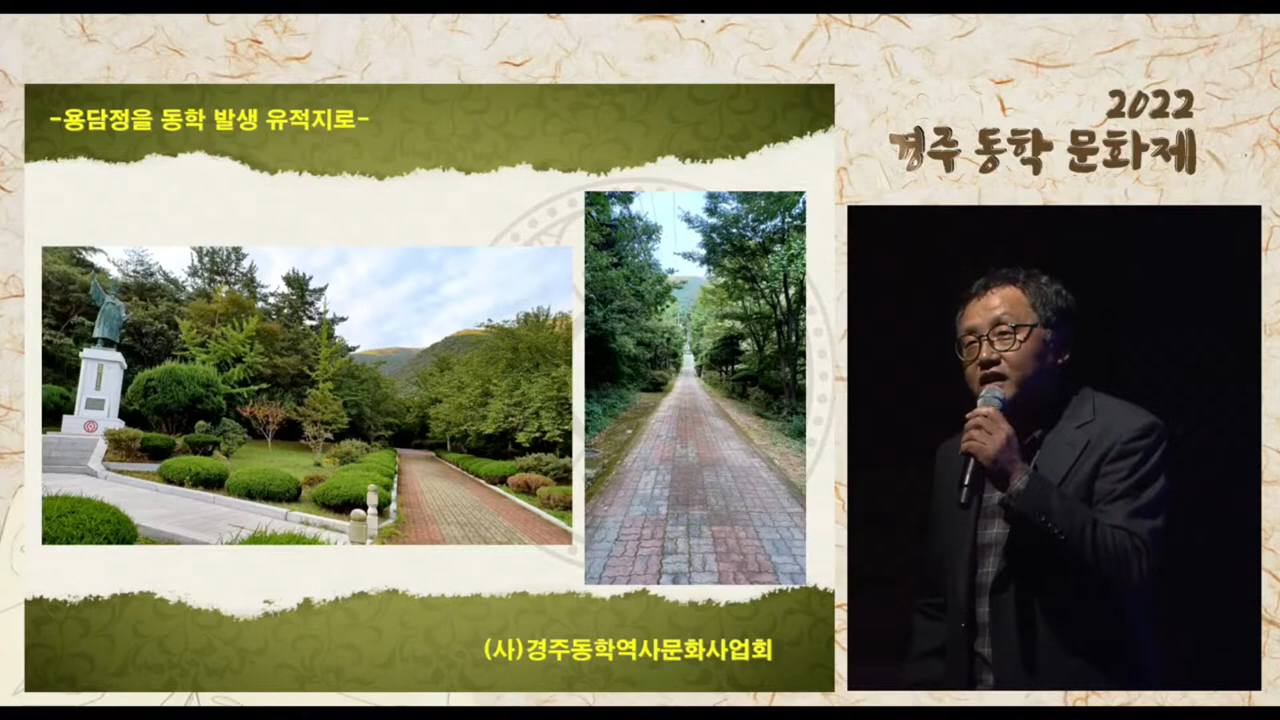 -용담정을 동학 발생 유적지로-
2022
경주 동학 문화제
(사)경주동학역사문화사업회